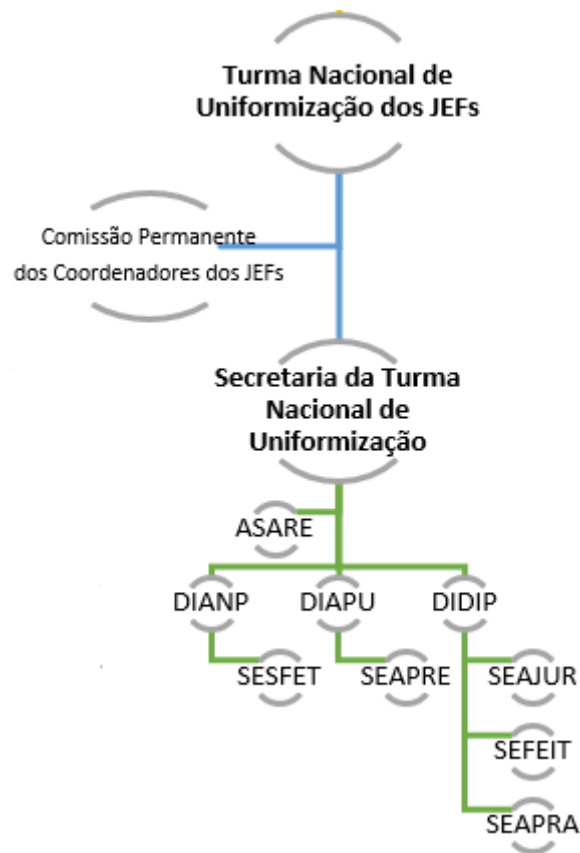 Turma Nacional de
Uniformização dos JEFs
Comissão Permanente
dos Coordenadores dos JEFs
Secretaria da Turma
Nacional de
Uniformização
ASARE
DIANP
DIAPU
DIDIP
SESFET
SEAPRE
SEAJUR
SEFEIT
SEAPRA